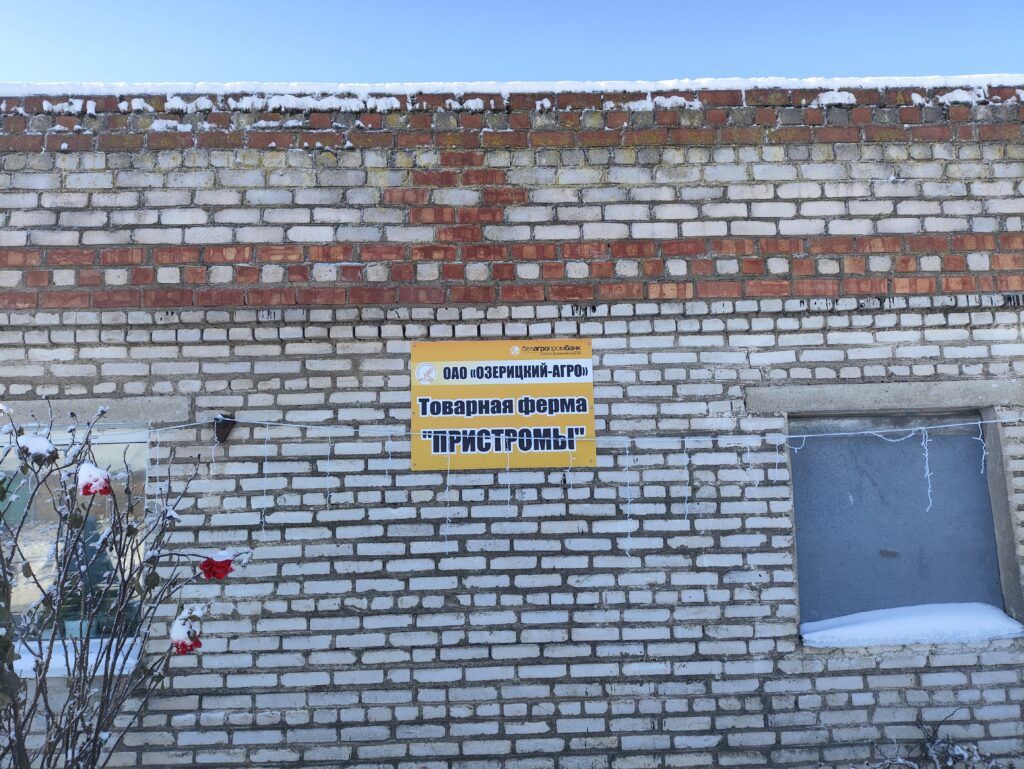 белагропромбанк
ОАО «ОЗЕРИЦКИЙ-АГРО»
Товарная ферма
"ПРИСТРОМЫ"